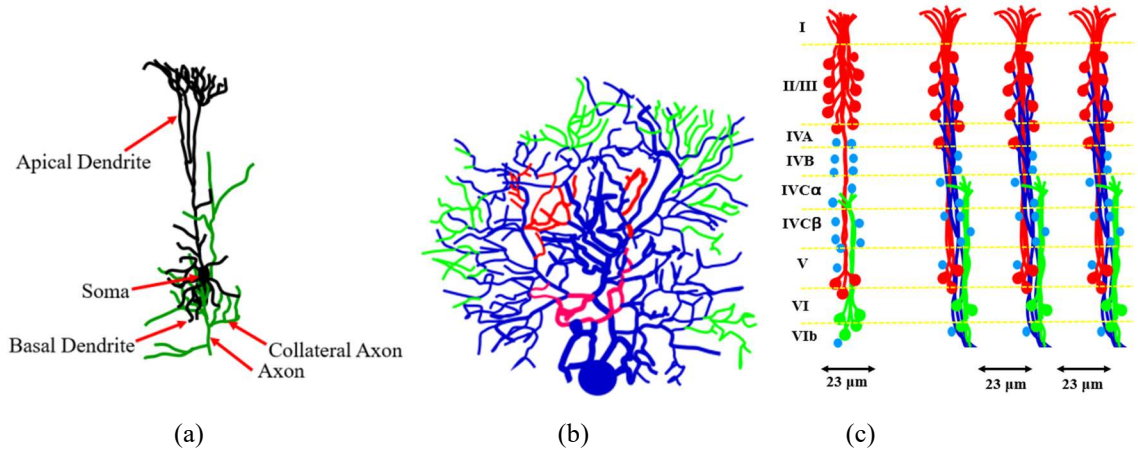 Apical Dendrite
Soma
Basal Dendrite
Collateral Axon
Axon
(a)
(b)
I
II/III
IVA
IVB
IVCα
IVCβ
V
VI
VIb
23 μm
23 μm
23 μm
(c)